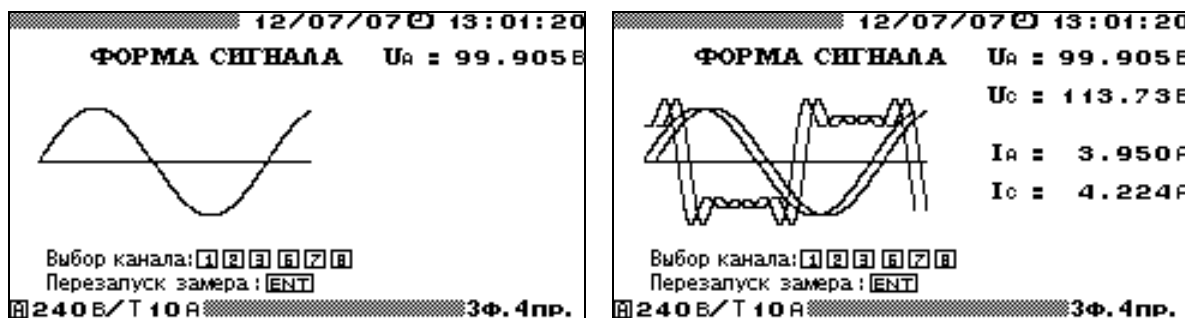 12/07/07 13:01:20
ФОРМА СИГНАЛА UA = 99.905В
Выбор канала: 1 2 3 6 7 8
Перезапуск замера: ENT
A 240В/Т 10А 3ф.4пр.
12/07/07 13:01:20
ФОРМА СИГНАЛА UA = 99.905В
UC = 113.73В
IA = 3.950А
IC = 4.224А
Выбор канала: 1 2 3 6 7 8
Перезапуск замера: ENT
A 240В/Т 10А 3ф.4пр.